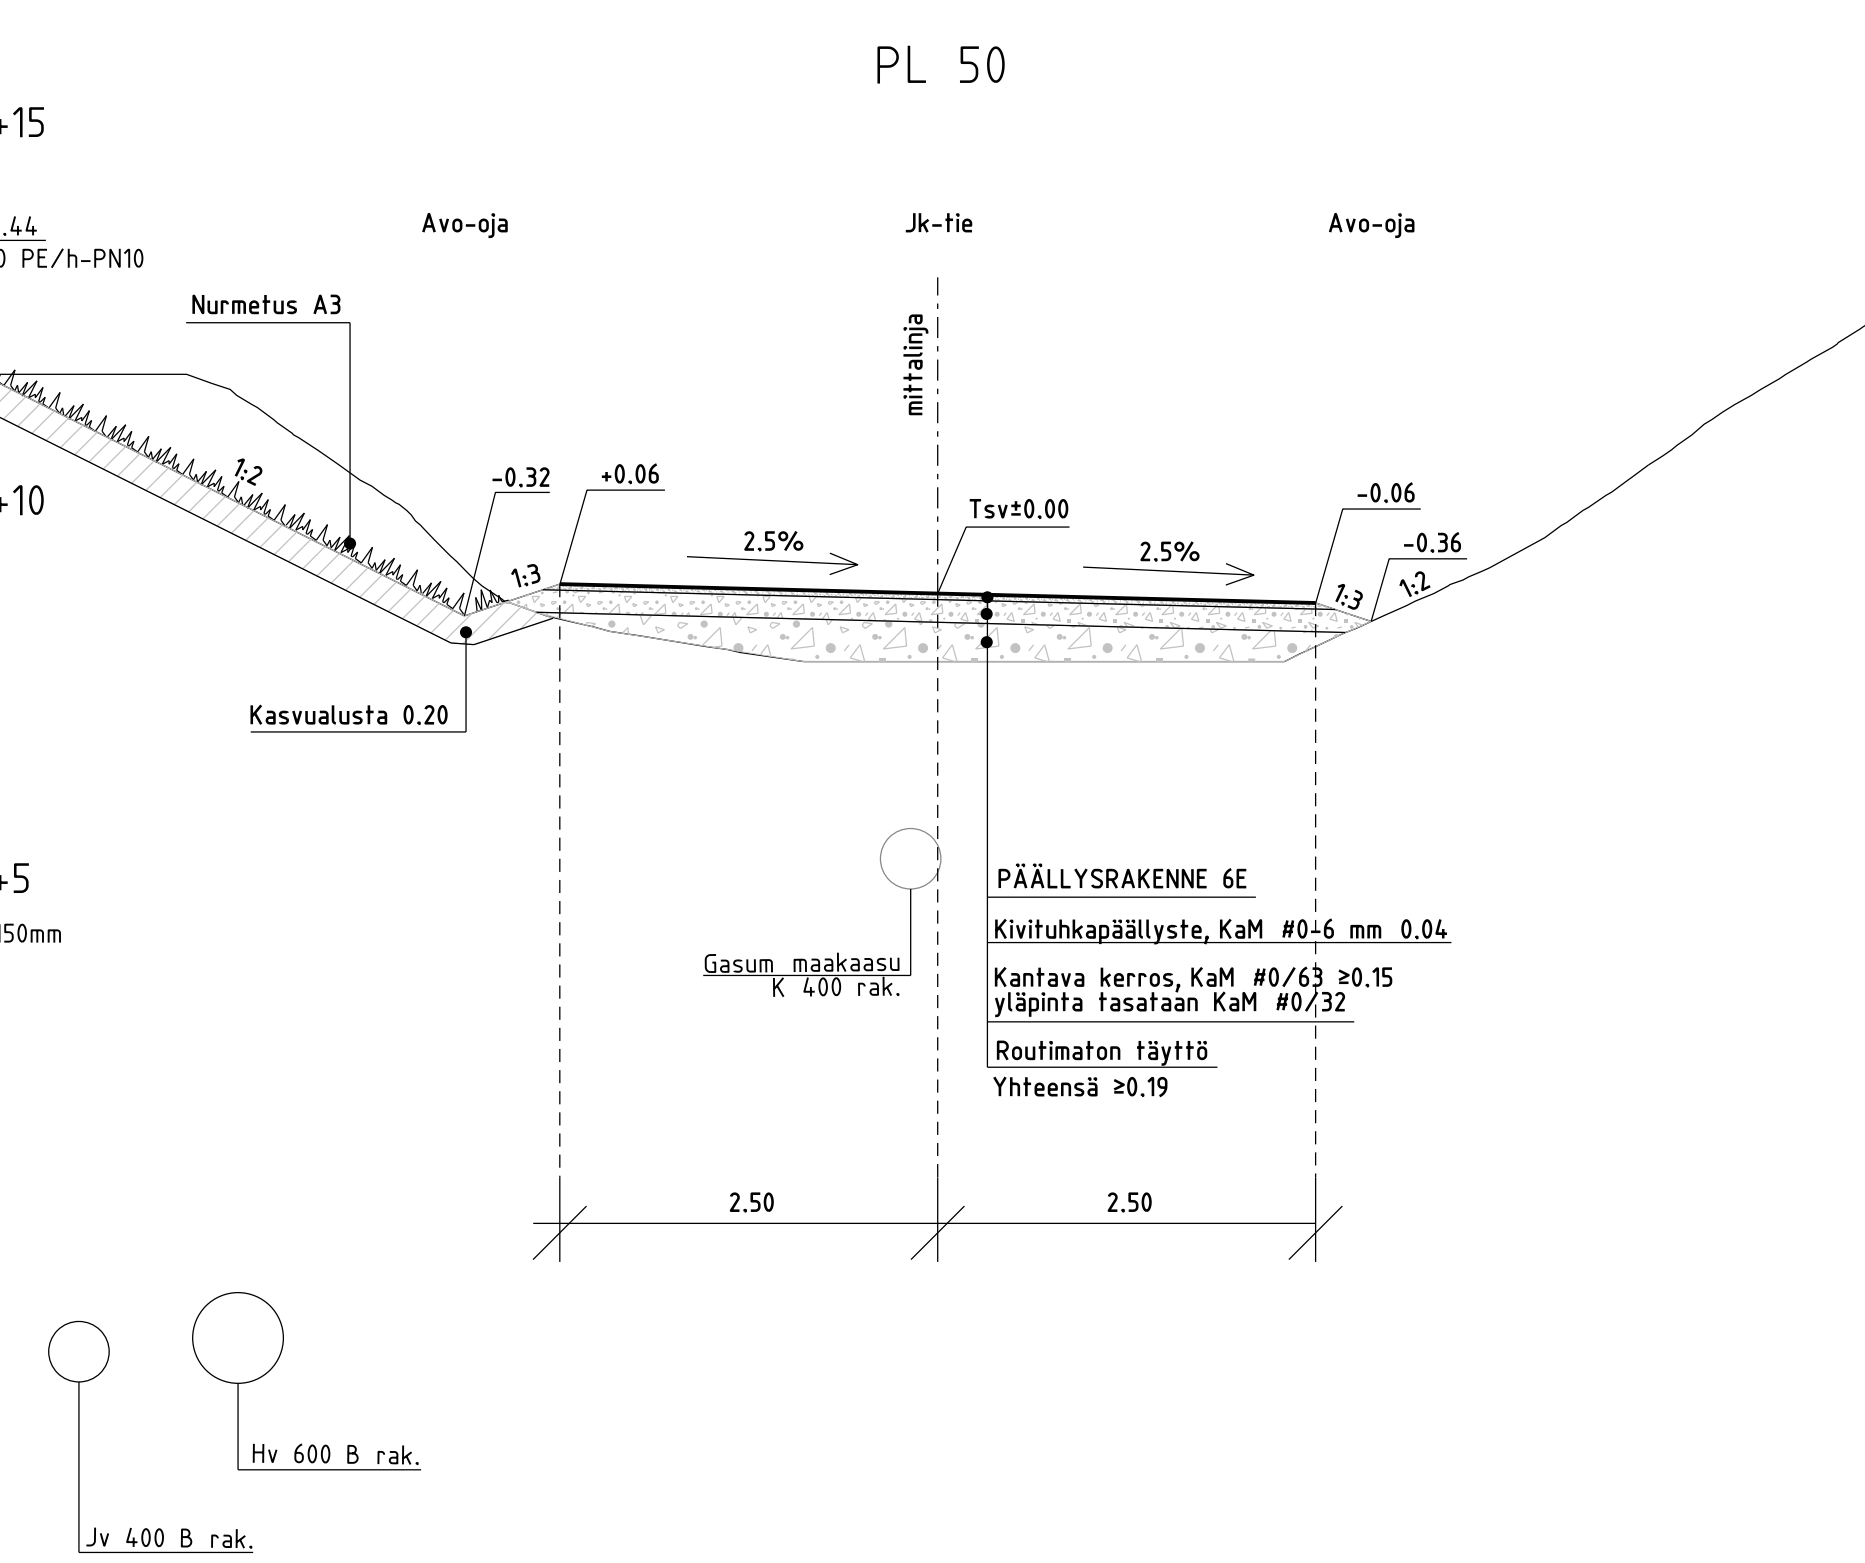 PL 50
+15
.44
0 PE/h-PN10
Avo-oja
Jk-tie
Avo-oja
Nurmetus A3
mittalinja
1:2
-0.32
+0.06
+10
Tsv±0.00
-0.06
2.5%
2.5%
-0.36
1:3
1:3
1:2
Kasvualusta 0.20
+5
150mm
PÄÄLLYSRAKENNE 6E
Kivituhkapäällyste, KaM #0-6 mm 0.04
Gasum maakaasu
K 400 rak.
Kantava kerros, KaM #0/63 ≥0.15
yläpinta tasataan KaM #0/32
Routimaton täyttö
Yhteensä ≥0.19
2.50
2.50
Hv 600 B rak.
Jv 400 B rak.